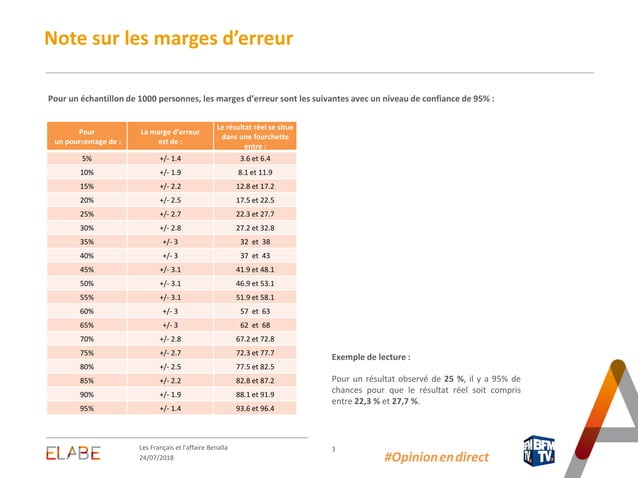 Note sur les marges d'erreur
Pour un échantillon de 1000 personnes, les marges d'erreur sont les suivantes avec un niveau de confiance de 95% :
Pour un pourcentage de : La marge d'erreur est de : Le résultat réel se situe dans une fourchette entre :
5% +/- 1.4 3.6 et 6.4
10% +/- 1.9 8.1 et 11.9
15% +/- 2.2 12.8 et 17.2
20% +/- 2.5 17.5 et 22.5
25% +/- 2.7 22.3 et 27.7
30% +/- 2.8 27.2 et 32.8
35% +/- 3 32 et 38
40% +/- 3 37 et 43
45% +/- 3.1 41.9 et 48.1
50% +/- 3.1 46.9 et 53.1
55% +/- 3.1 51.9 et 58.1
60% +/- 3 57 et 63
65% +/- 3 62 et 68
70% +/- 2.8 67.2 et 72.8
75% +/- 2.7 72.3 et 77.7
80% +/- 2.5 77.5 et 82.5
85% +/- 2.2 82.8 et 87.2
90% +/- 1.9 88.1 et 91.9
95% +/- 1.4 93.6 et 96.4
Exemple de lecture :
Pour un résultat observé de 25 %, il y a 95% de
chances pour que le résultat réel soit compris
entre 22,3 % et 27,7 %.
ELABE
Les Français et l'affaire Benalla
24/07/2018
3
#Opinionendirect
BFM
TV.